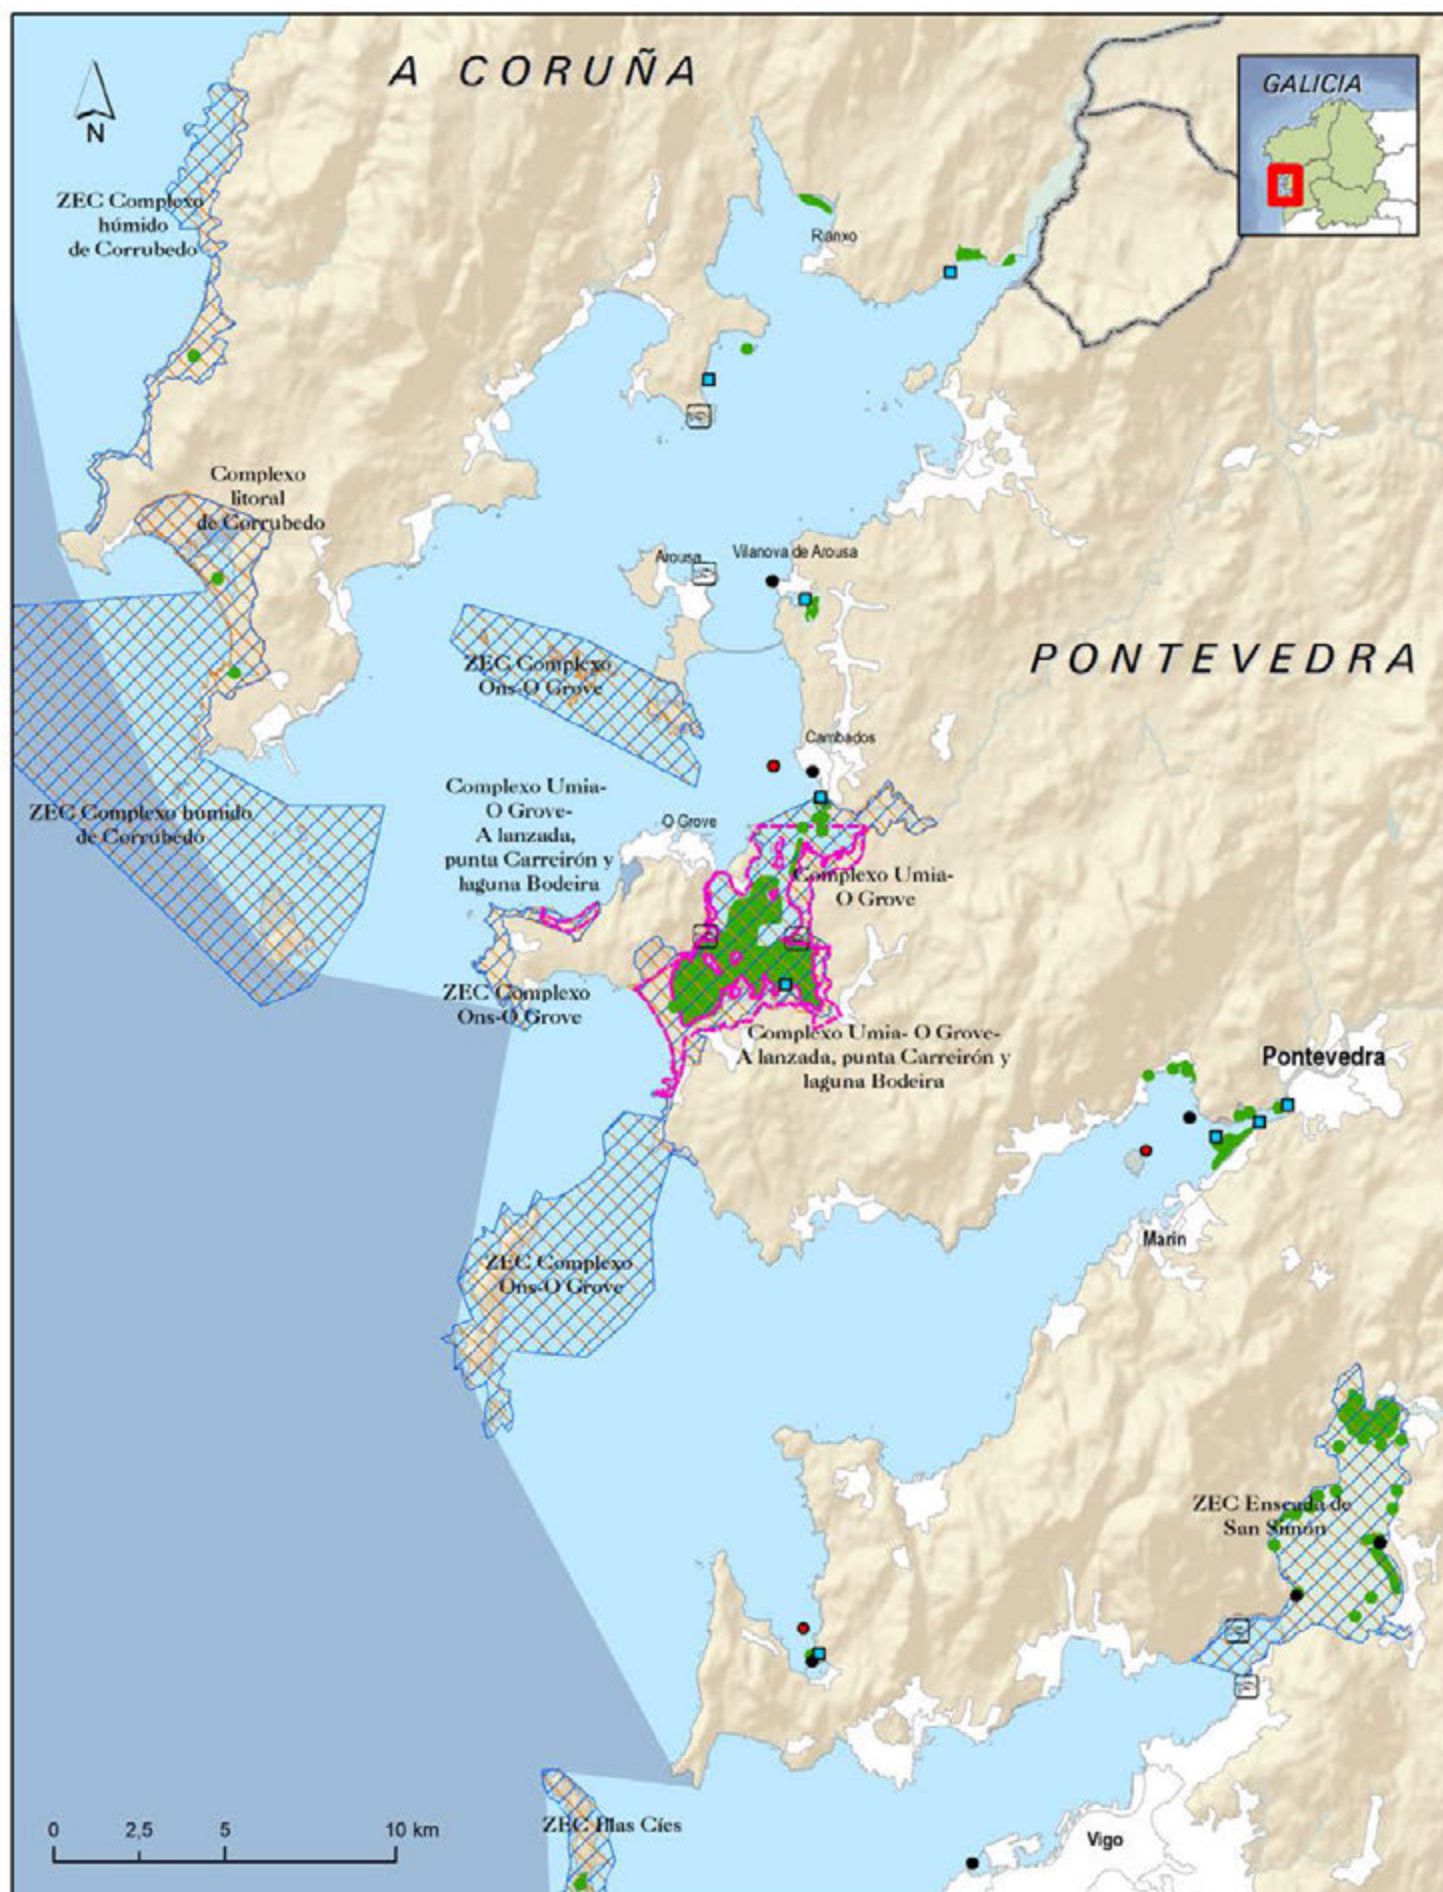 A CORUÑA
GALICIA
N
ZEC Complexo
húmido
de Corrubedo
Rianxo
Complexo
litoral
de Corrubedo
Arousa
Vilanova de Arousa
PONTEVEDRA
ZEC Complexo
Ons-O Grove
Cambados
ZEC Complexo húmido
de Corrubedo
Complexo Umia-
O Grove-
A lanzada,
punta Carreirón y
laguna Bodeira
O Grove
Complexo Umia-
O Grove
ZEC Complexo
Ons-O Grove
Complexo Umia- O Grove-
A lanzada, punta Carreirón y
laguna Bodeira
Pontevedra
Marín
ZEC Complexo
Ons-O Grove
ZEC Enseada de
San Simón
ZEC Illas Cíes
Vigo
0 2,5 5 10 km